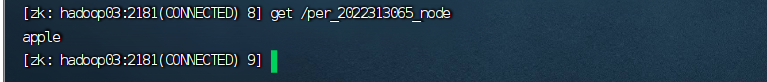 [zk: hadoop03:2181(CONNECTED) 8] get /per_2022313065_node
apple
[zk: hadoop03:2181(CONNECTED) 9]